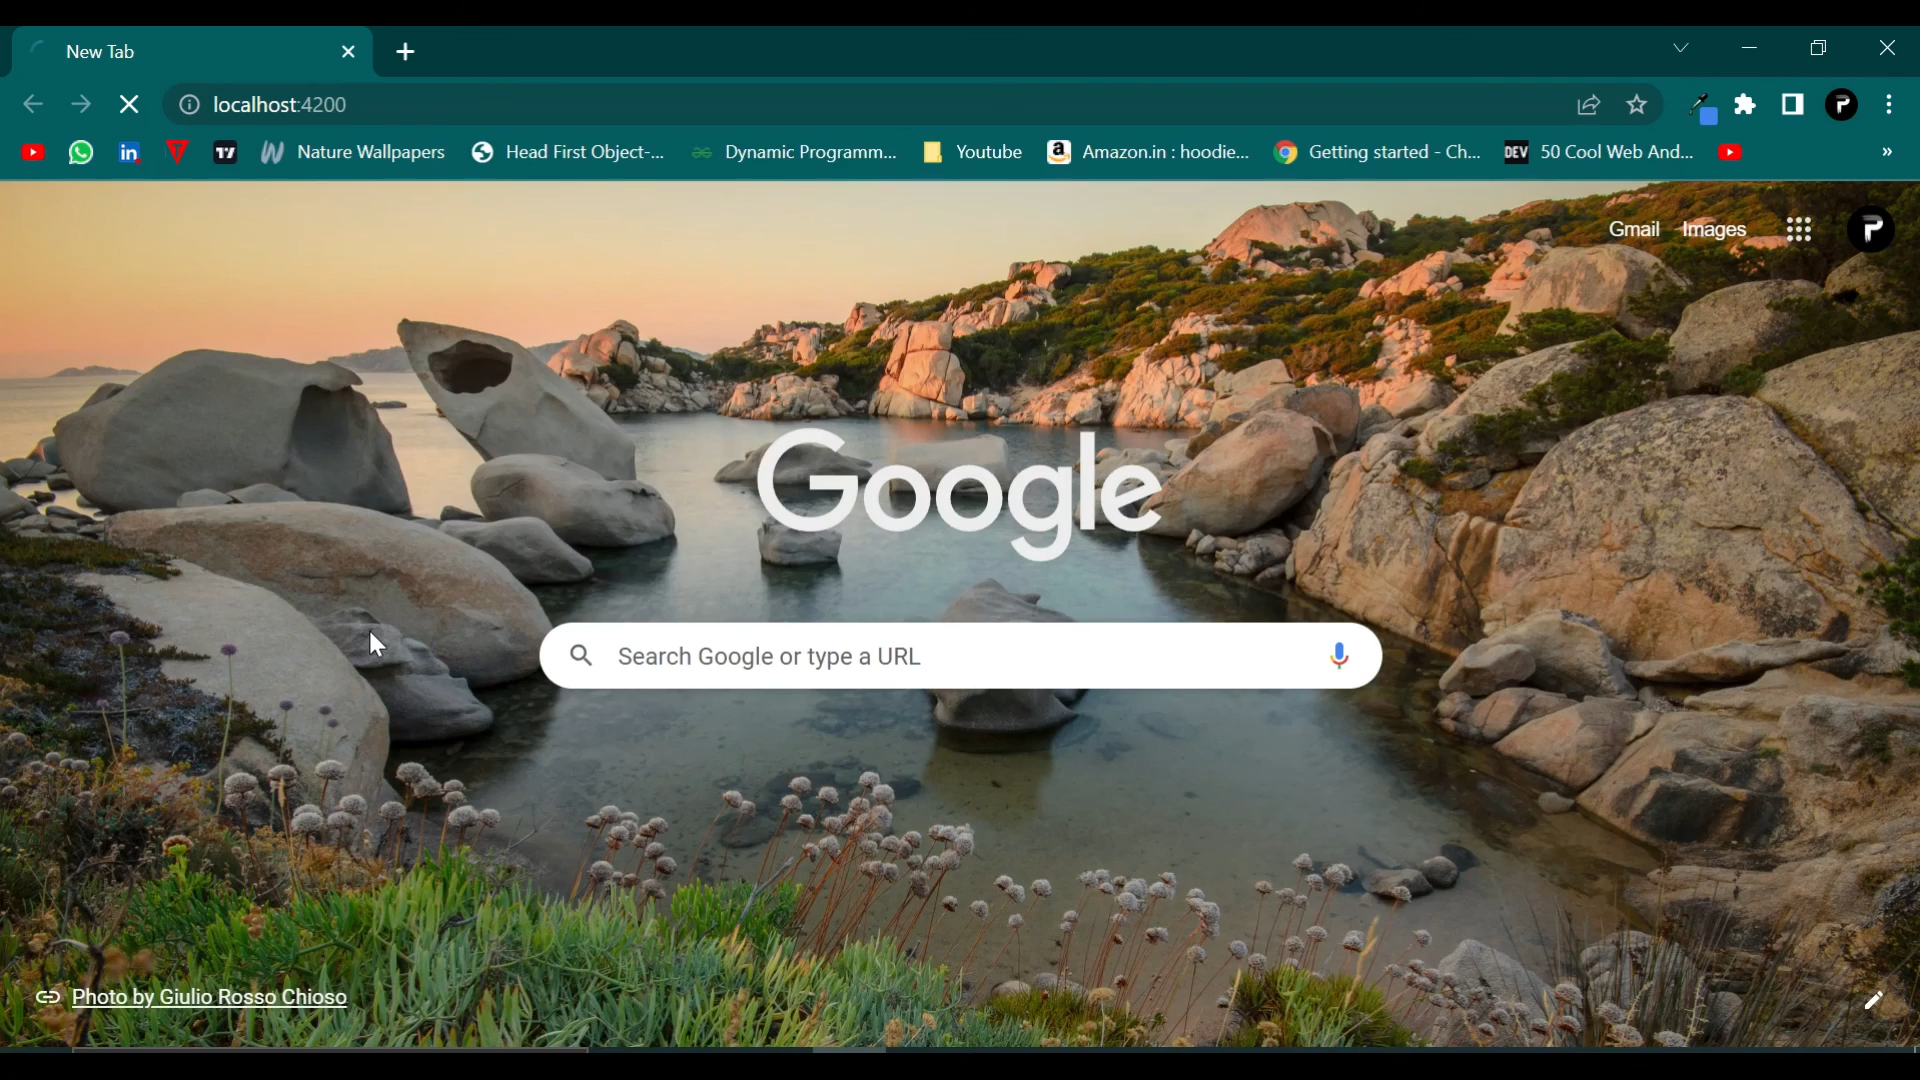 New Tab
localhost:4200
in
Nature Wallpapers
Head First Object-...
Dynamic Programm...
Youtube
a
Amazon.in : hoodie...
Getting started - Ch...
DEV
50 Cool Web And...
»
Gmail
Images
Google
Search Google or type a URL
Photo by Giulio Rosso Chioso